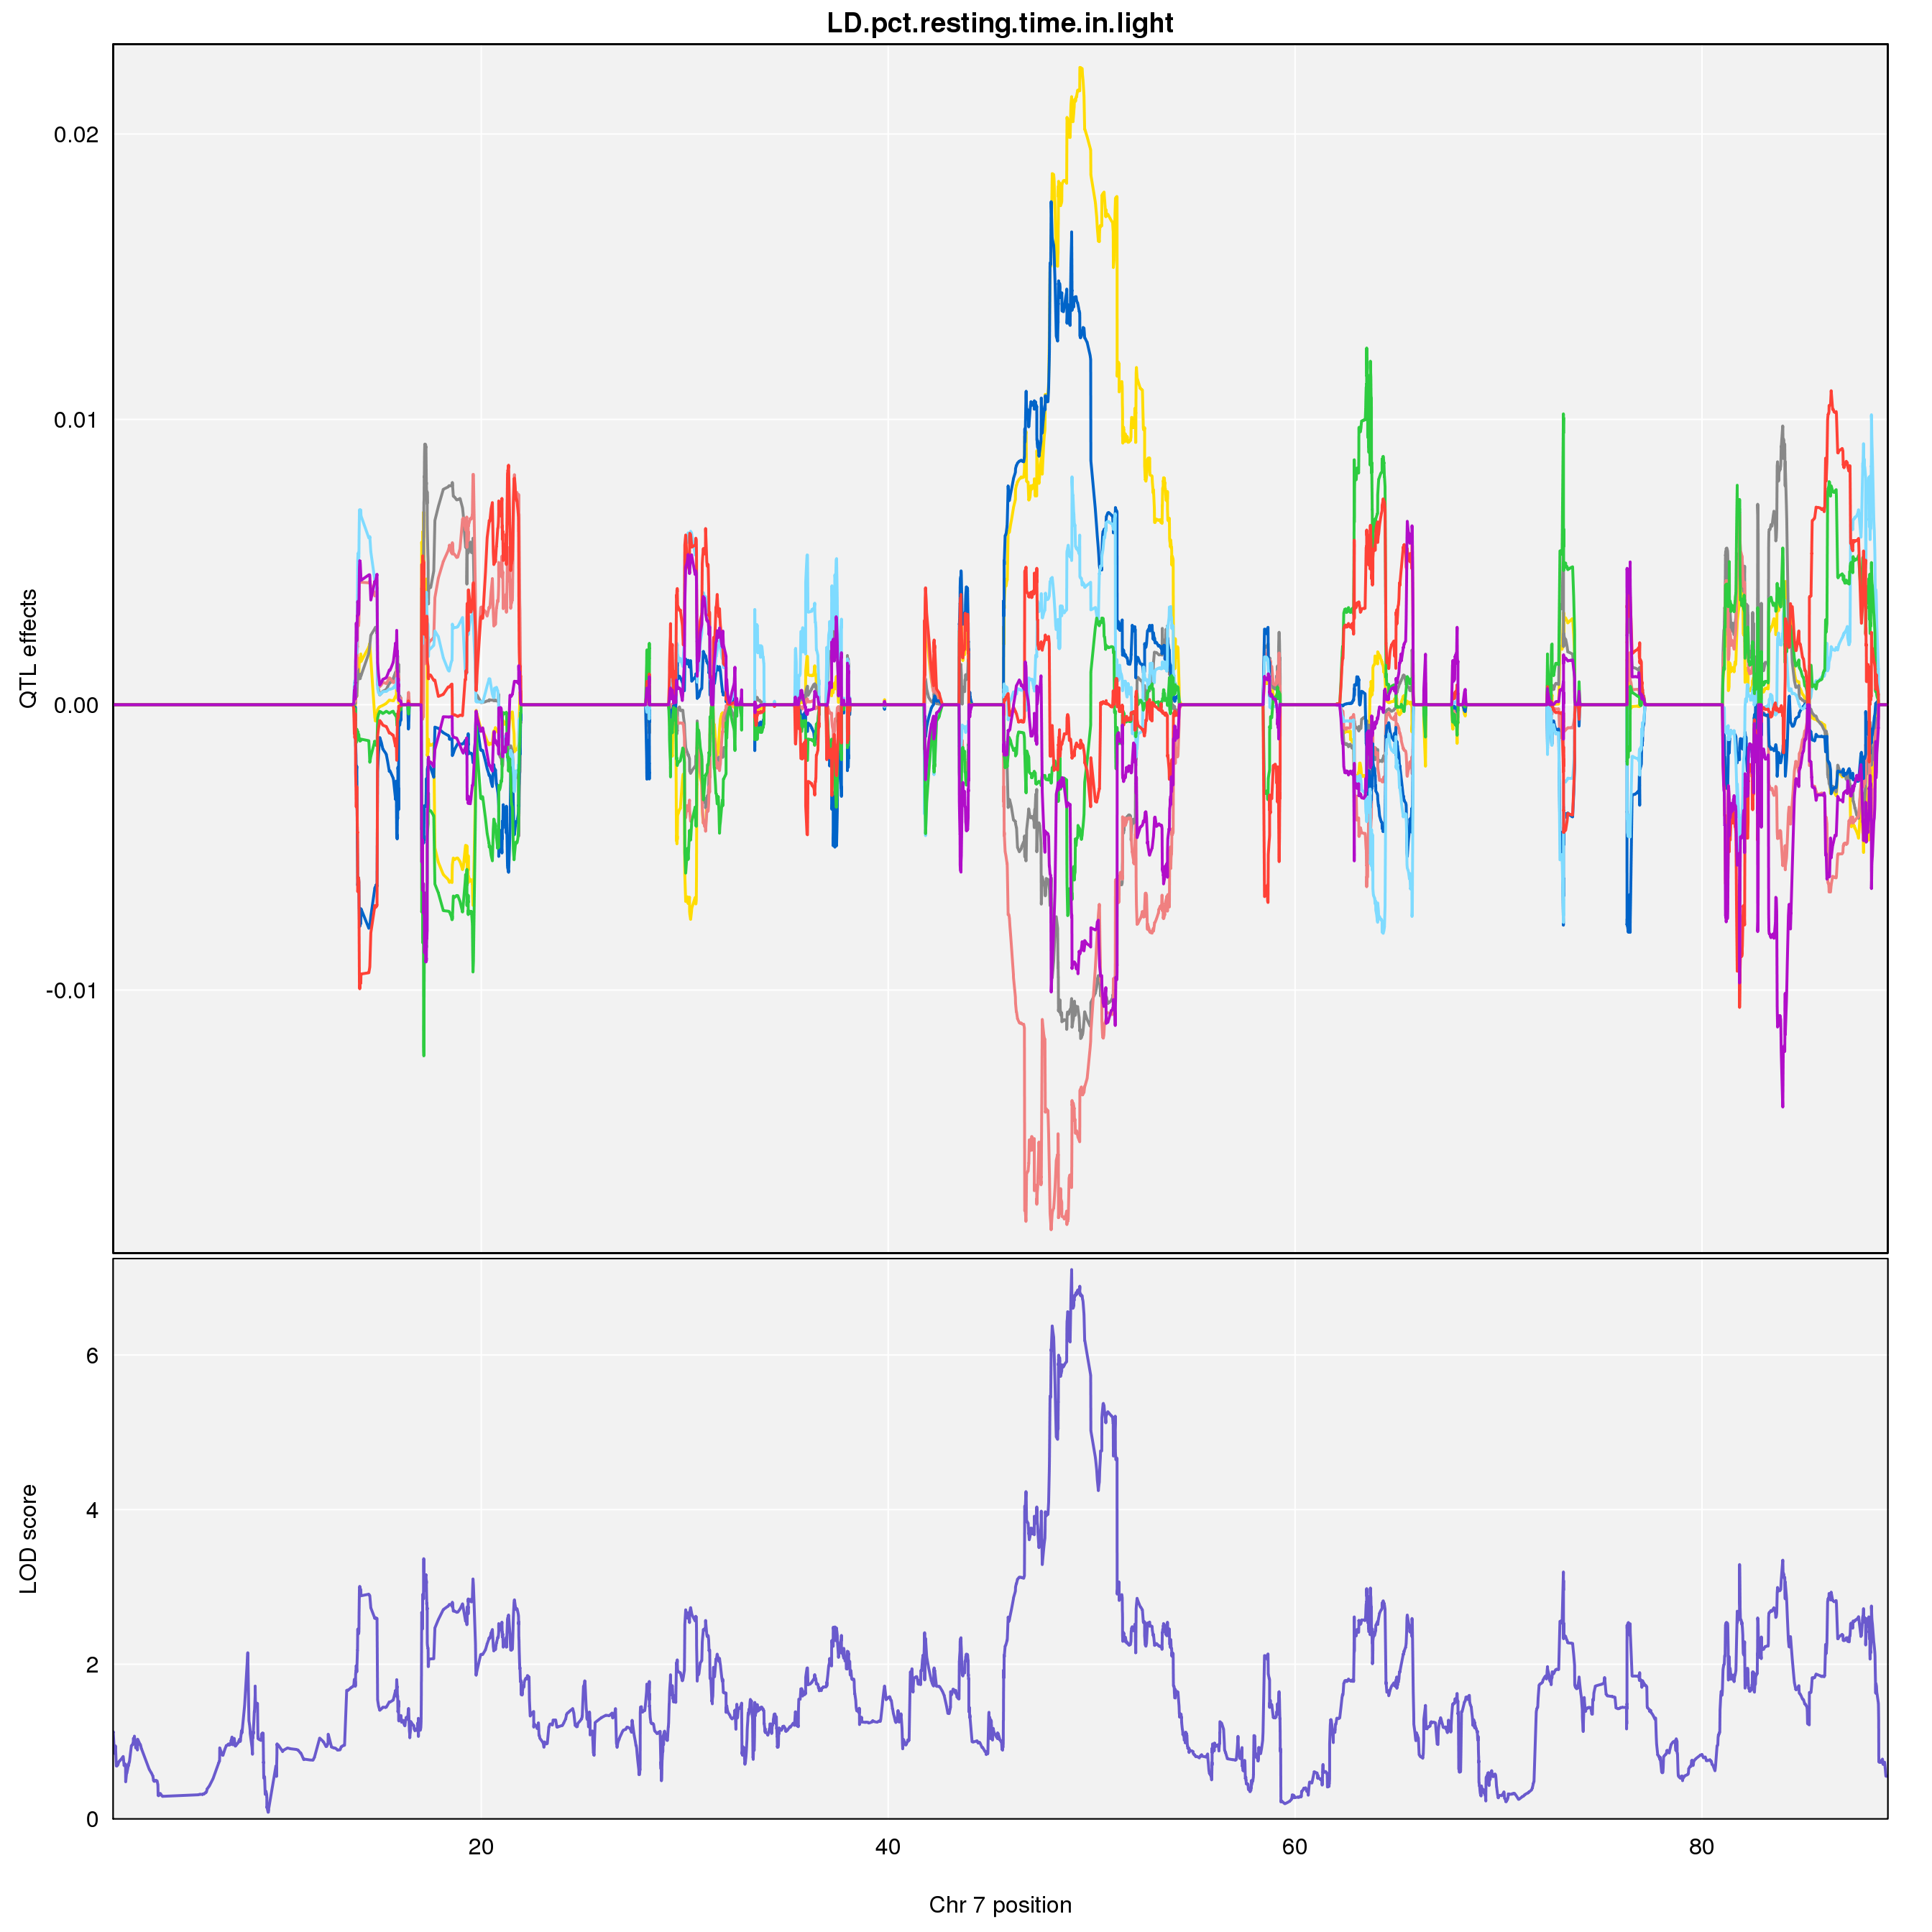 LD.pct.resting.time.in.light
0.02
0.01
0.00
-0.01
QTL effects
6
4
2
0
LOD score
20 40 60 80
Chr 7 position